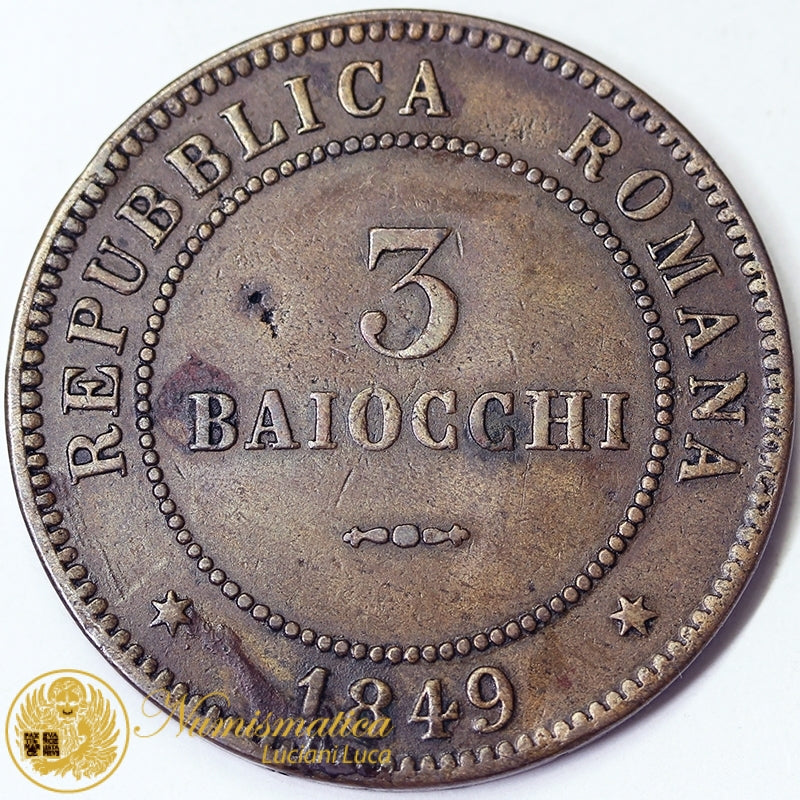 REPUBBLICA ROMANA
3
BAIOCCHI
1849
Numismatica
Luciani Luca